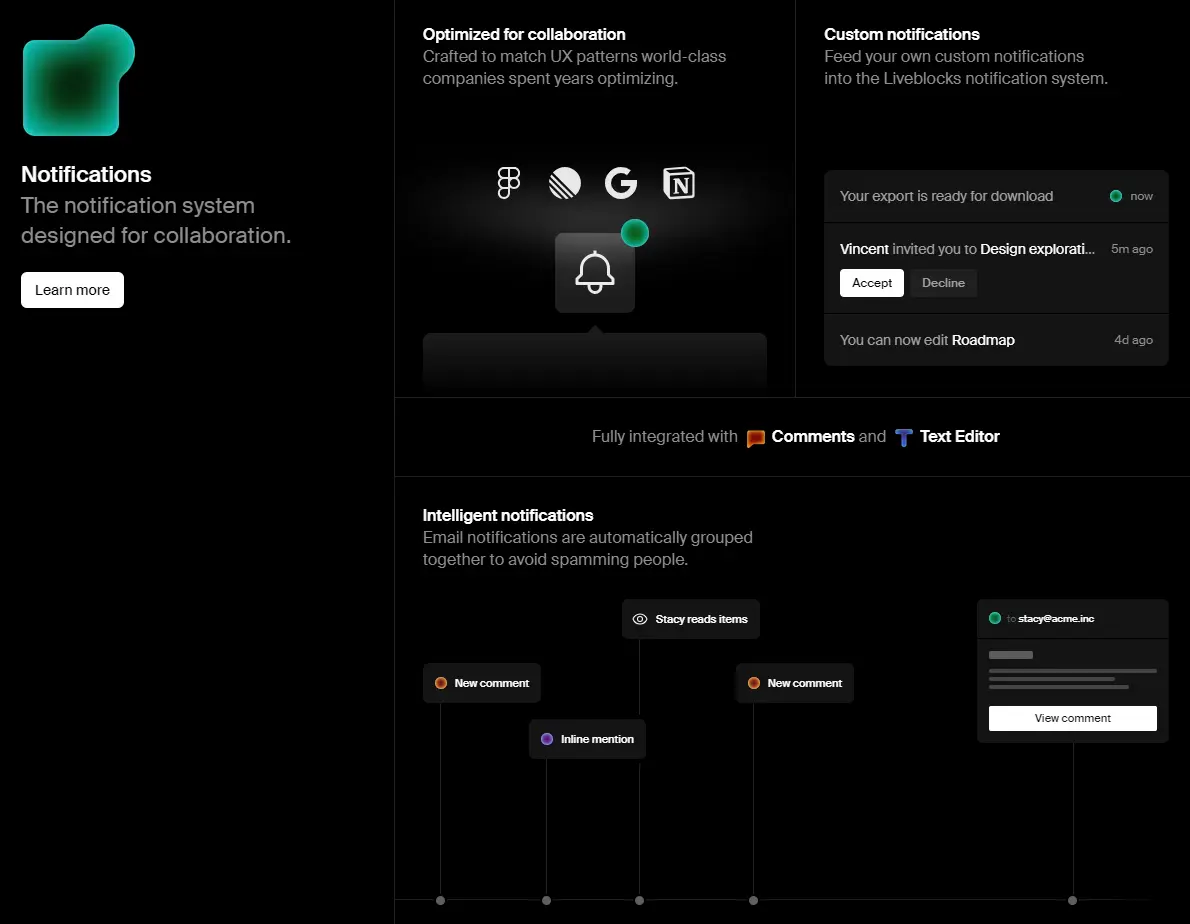 Notifications
The notification system
designed for collaboration.
Learn more
Optimized for collaboration
Crafted to match UX patterns world-class
companies spent years optimizing.
Custom notifications
Feed your own custom notifications
into the Liveblocks notification system.
Your export is ready for download now
Vincent invited you to Design explorati... 5m ago
Accept Decline
You can now edit Roadmap 4d ago
Fully integrated with Comments and Text Editor
Intelligent notifications
Email notifications are automatically grouped
together to avoid spamming people.
Stacy reads items
to stacy@acme.inc
New comment
New comment
View comment
Inline mention